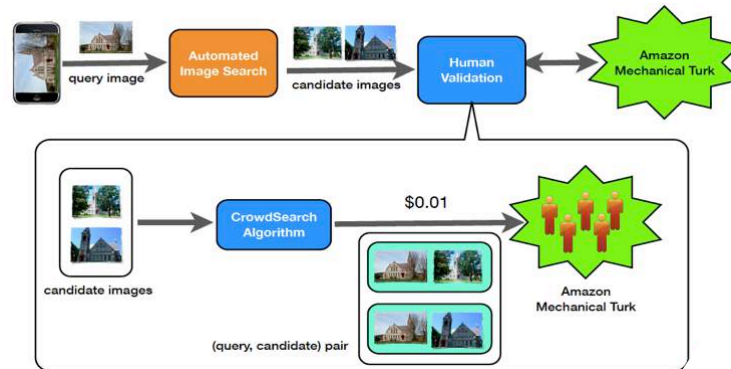 query image
Automated
Image Search
candidate images
Human
Validation
Amazon
Mechanical Turk
candidate images
CrowdSearch
Algorithm
$0.01
(query, candidate) pair
Amazon
Mechanical Turk